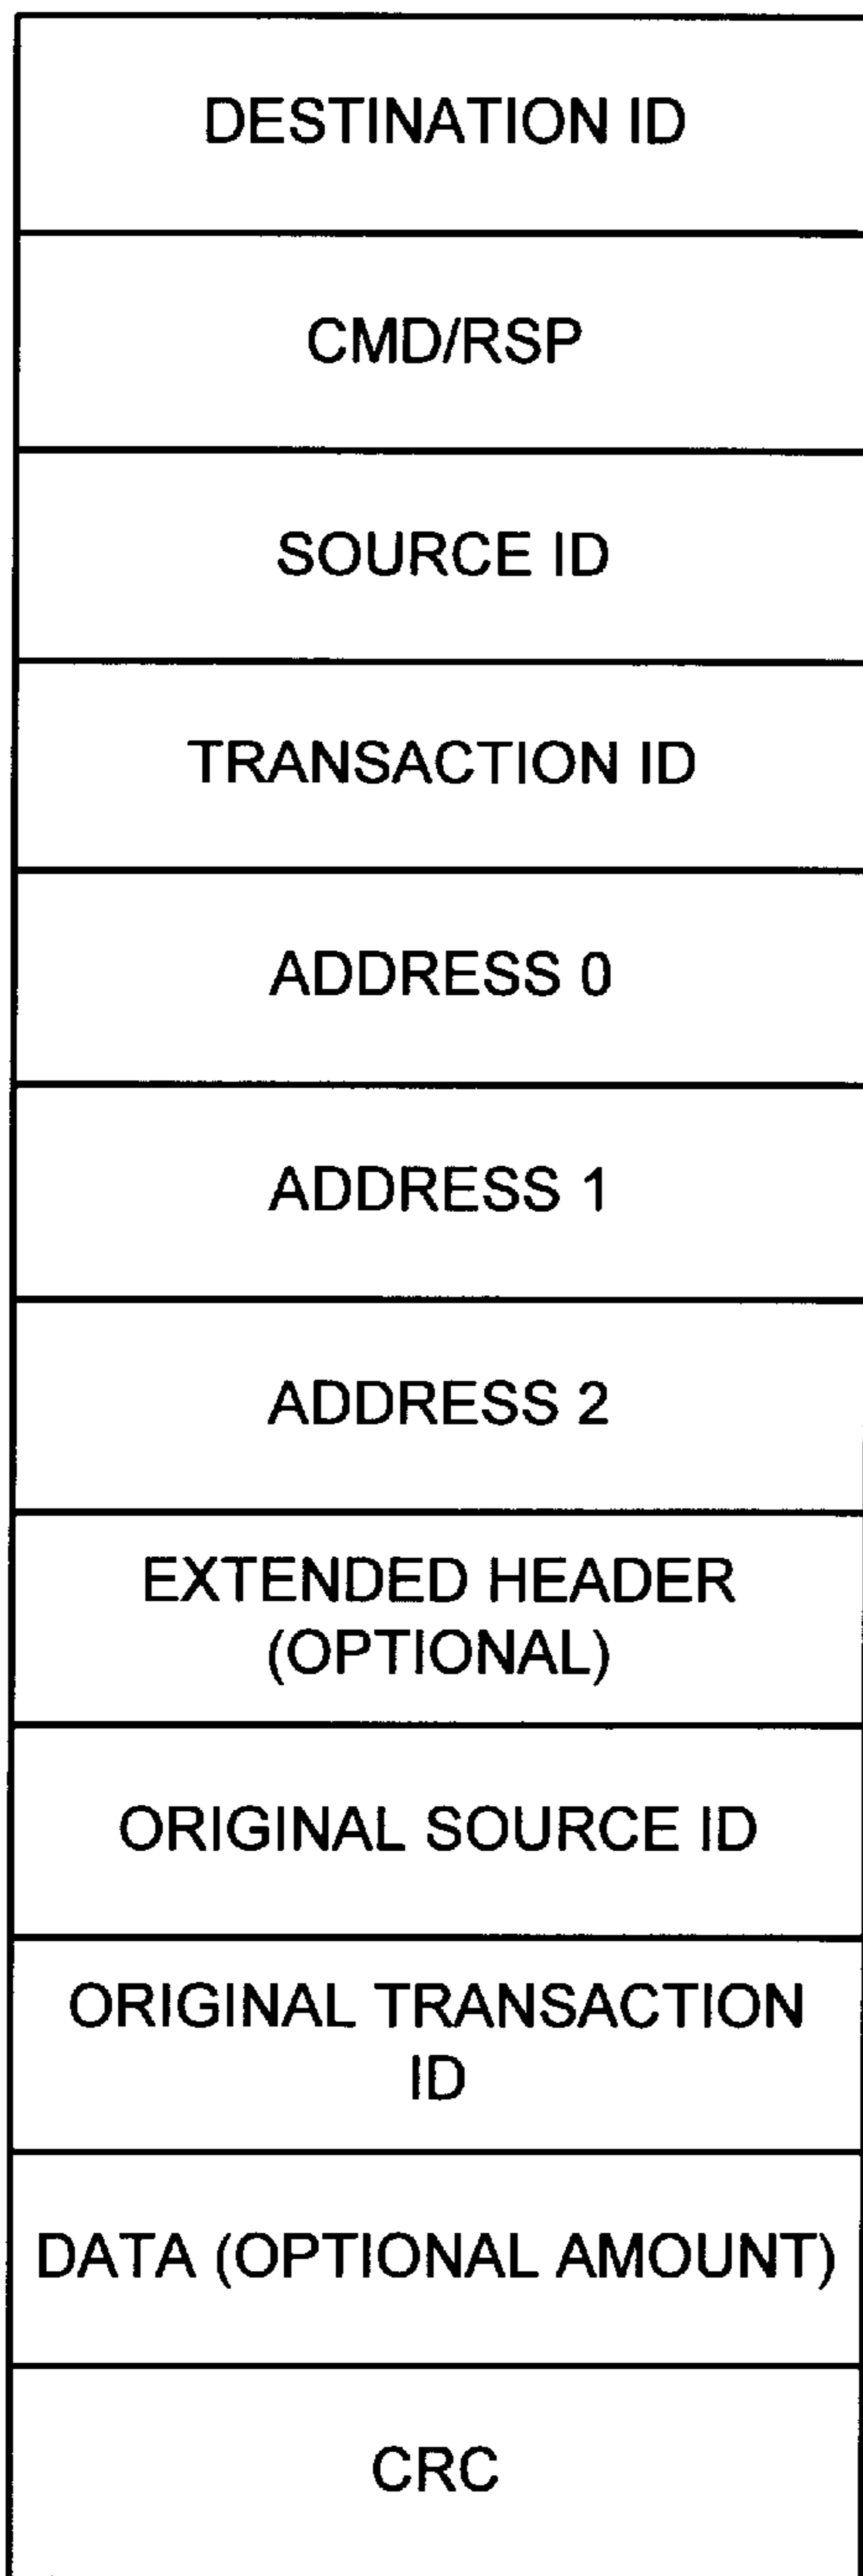 DESTINATION ID
CMD/RSP
SOURCE ID
TRANSACTION ID
ADDRESS 0
ADDRESS 1
ADDRESS 2
EXTENDED HEADER
(OPTIONAL)
ORIGINAL SOURCE ID
ORIGINAL TRANSACTION
ID
DATA (OPTIONAL AMOUNT)
CRC